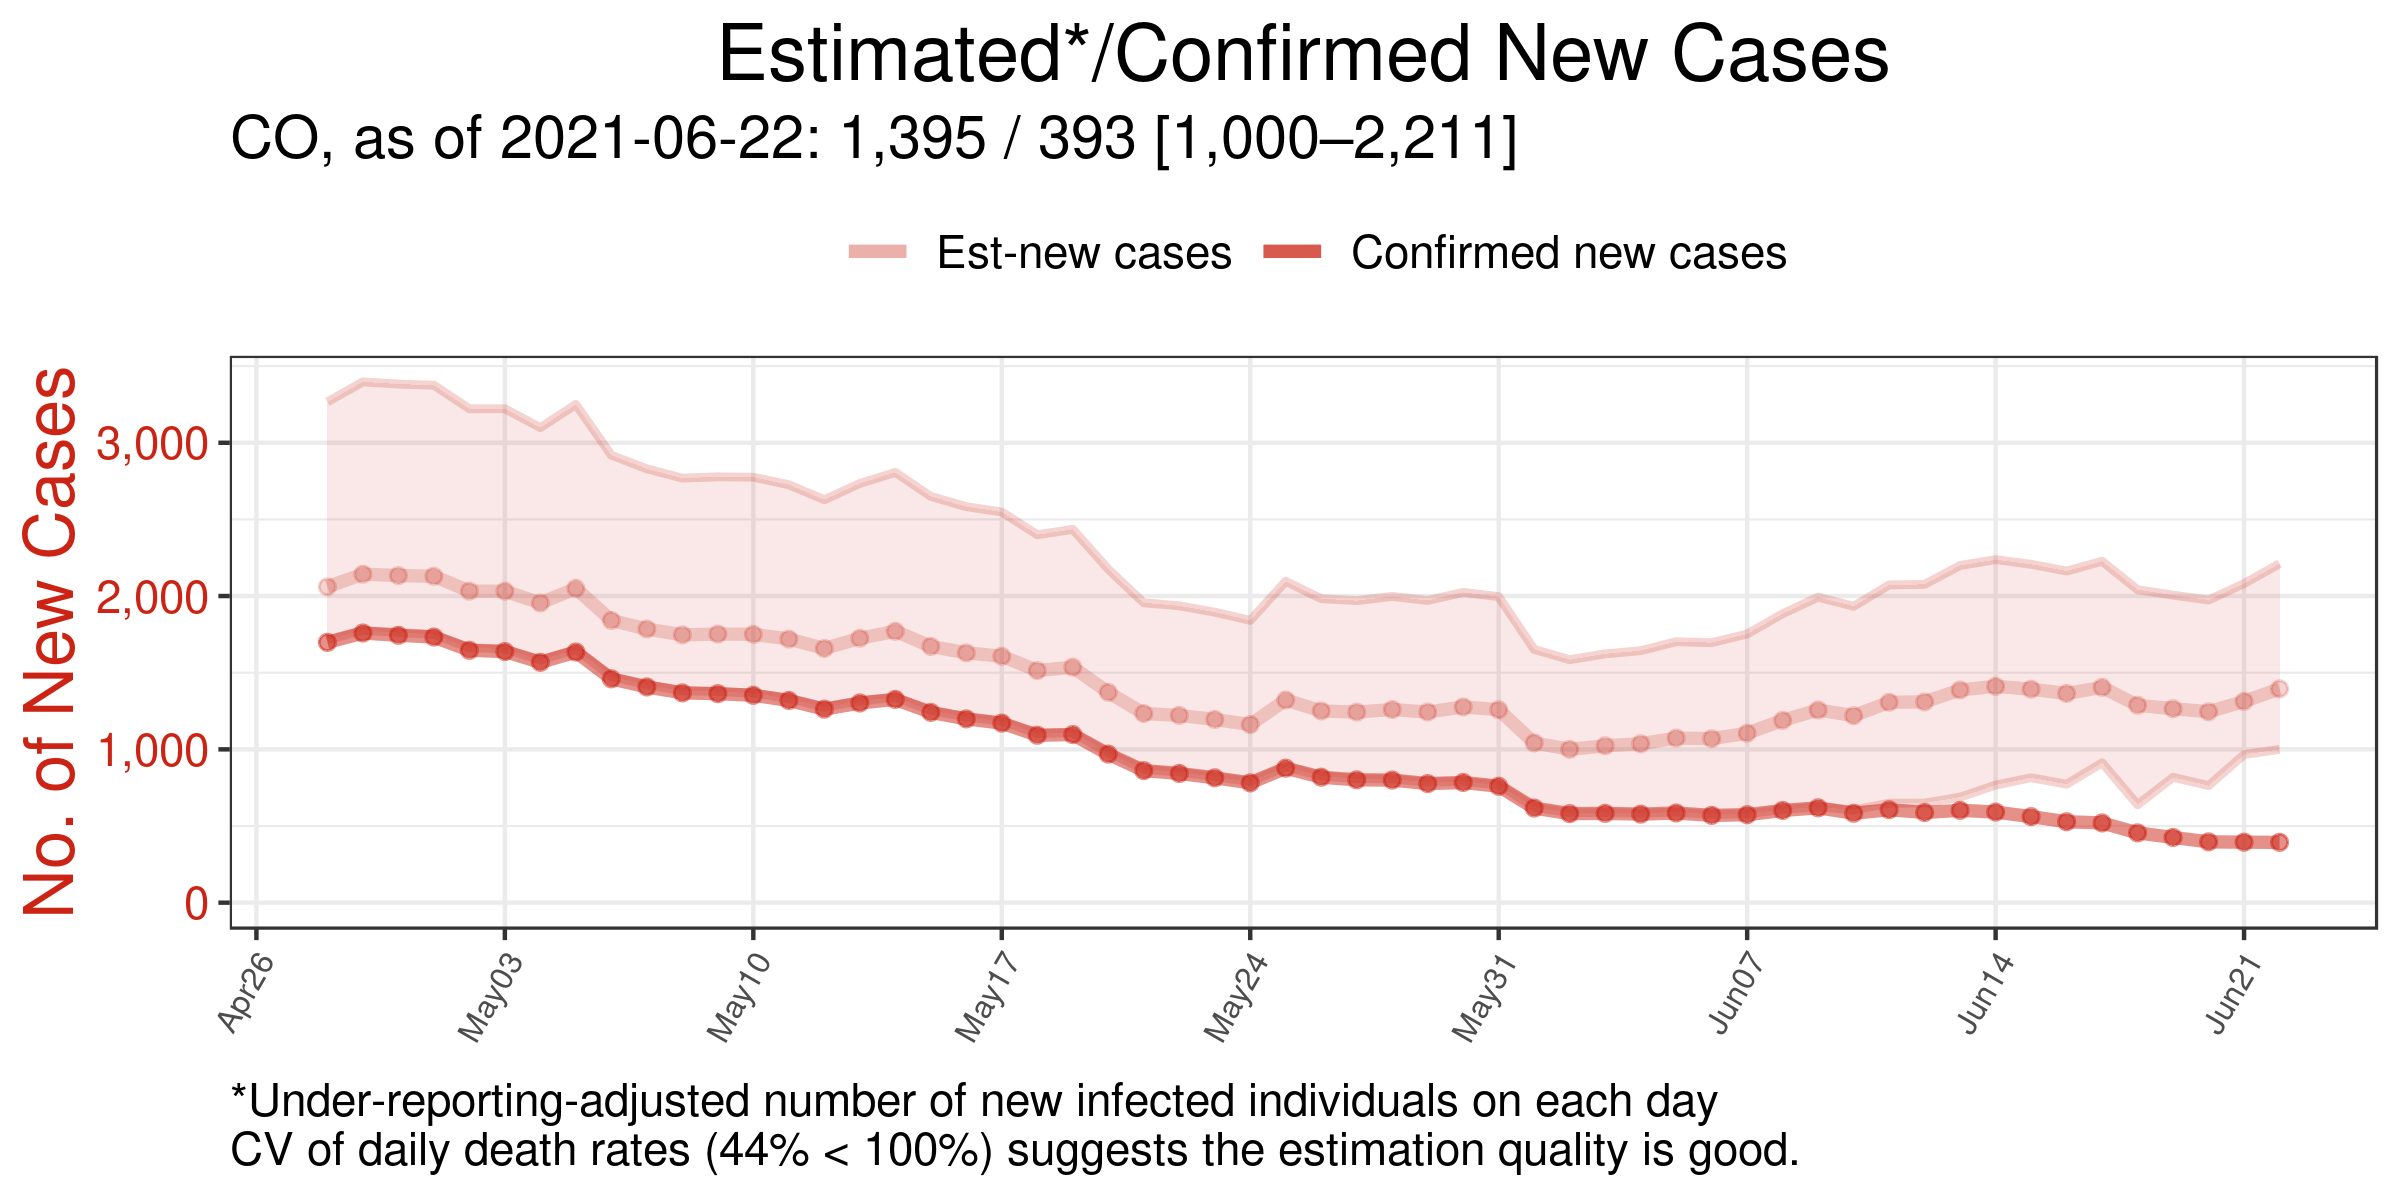 Estimated*/Confirmed New Cases
CO, as of 2021-06-22: 1,395 / 393 [1,000–2,211]
Est-new cases
Confirmed new cases
No. of New Cases
3,000
2,000
1,000
0
Apr26
May03
May10
May17
May24
May31
Jun07
Jun14
Jun21
*Under-reporting-adjusted number of new infected individuals on each day
CV of daily death rates (44% < 100%) suggests the estimation quality is good.